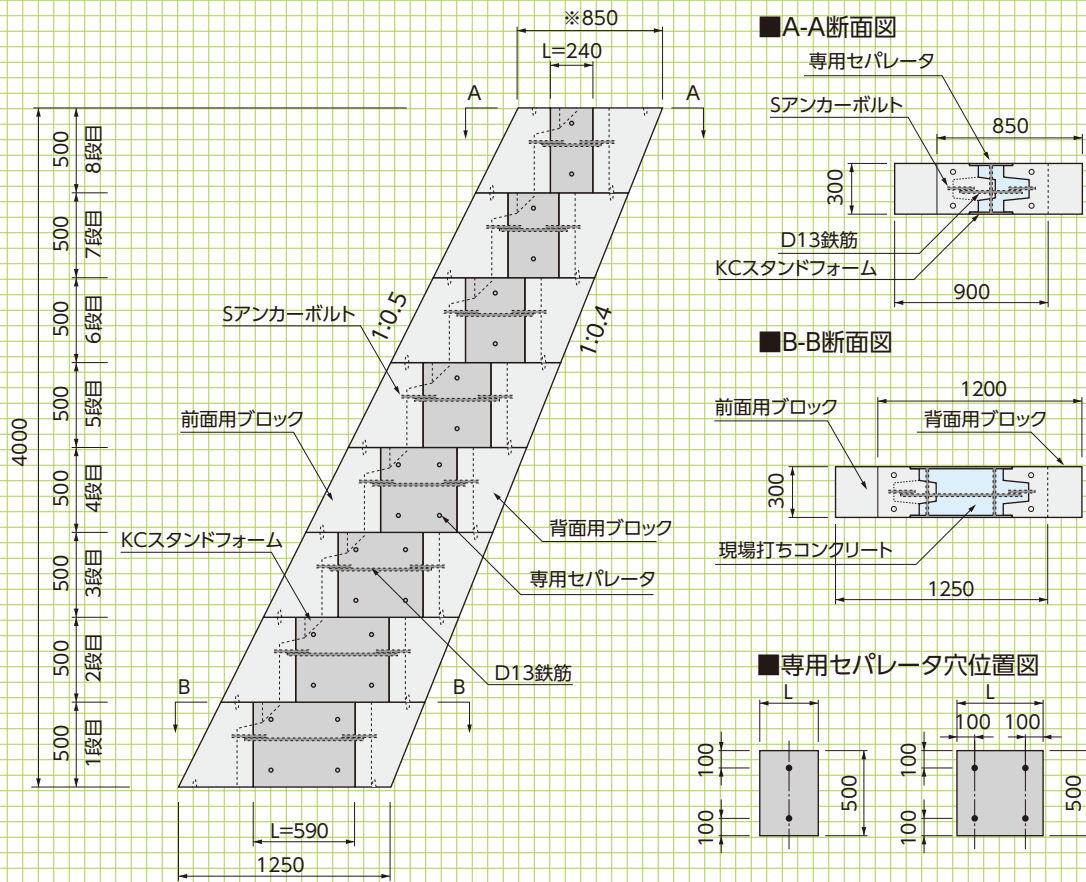 ※850
L=240
A
A
4000
500
8段目
500
7段目
500
6段目
500
5段目
500
4段目
500
3段目
500
2段目
500
1段目
Sアンカーボルト
1:0.5
1:0.4
前面用ブロック
背面用ブロック
KCスタンドフォーム
専用セパレータ
D13鉄筋
B
B
L=590
1250
■A-A断面図
専用セパレータ
Sアンカーボルト
850
300
D13鉄筋
KCスタンドフォーム
900
■B-B断面図
1200
前面用ブロック
背面用ブロック
300
現場打ちコンクリート
1250
■専用セパレータ穴位置図
L
100
100
500
L
100 100
100
100
500